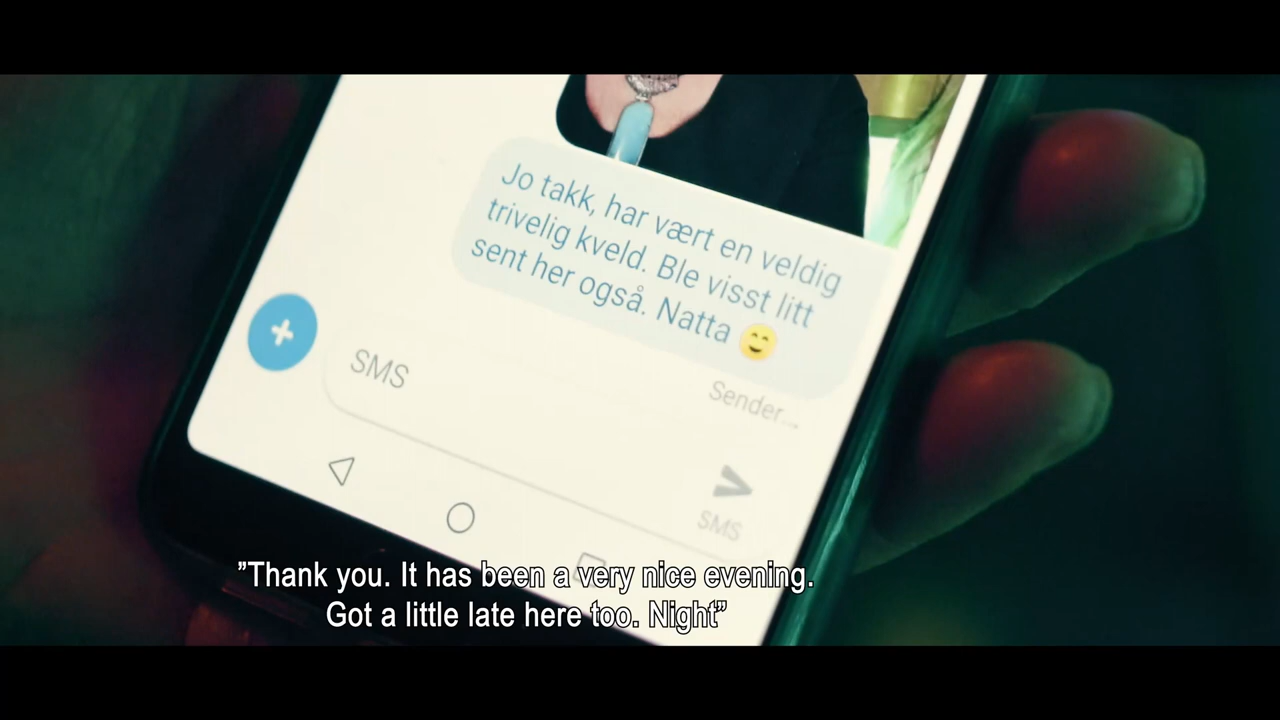 Jo takk, har vært en veldig
trivelig kveld. Ble visst litt
sent her også. Natta 😊
Sender...
SMS
SMS
”Thank you. It has been a very nice evening.
Got a little late here too. Night”